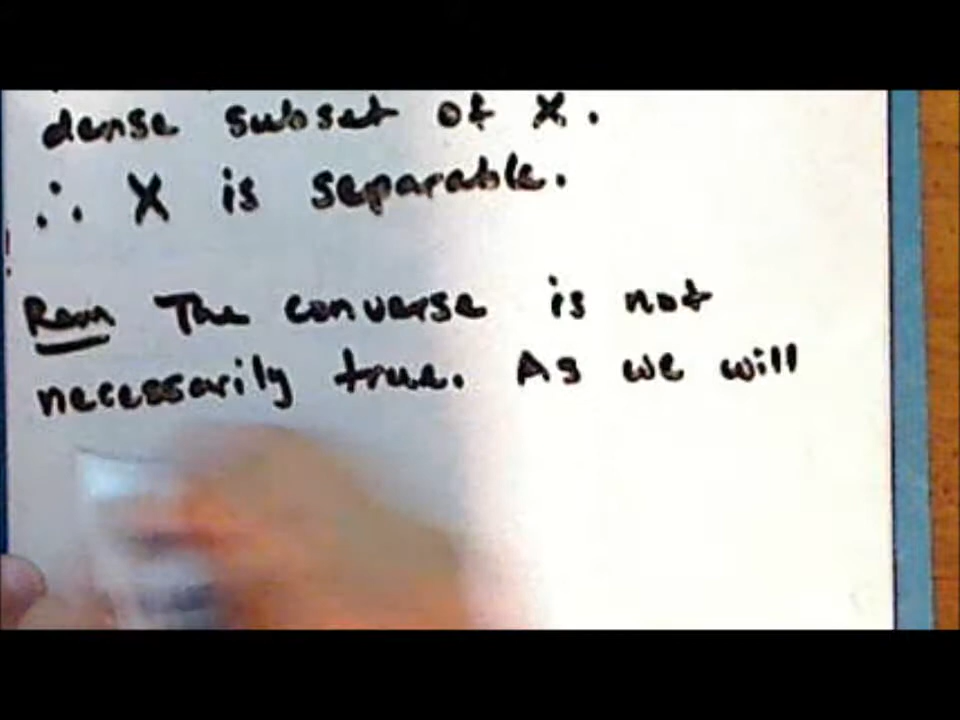 dense subset of X.
∴ X is separable.
Rem The converse is not
necessarily true. As we will